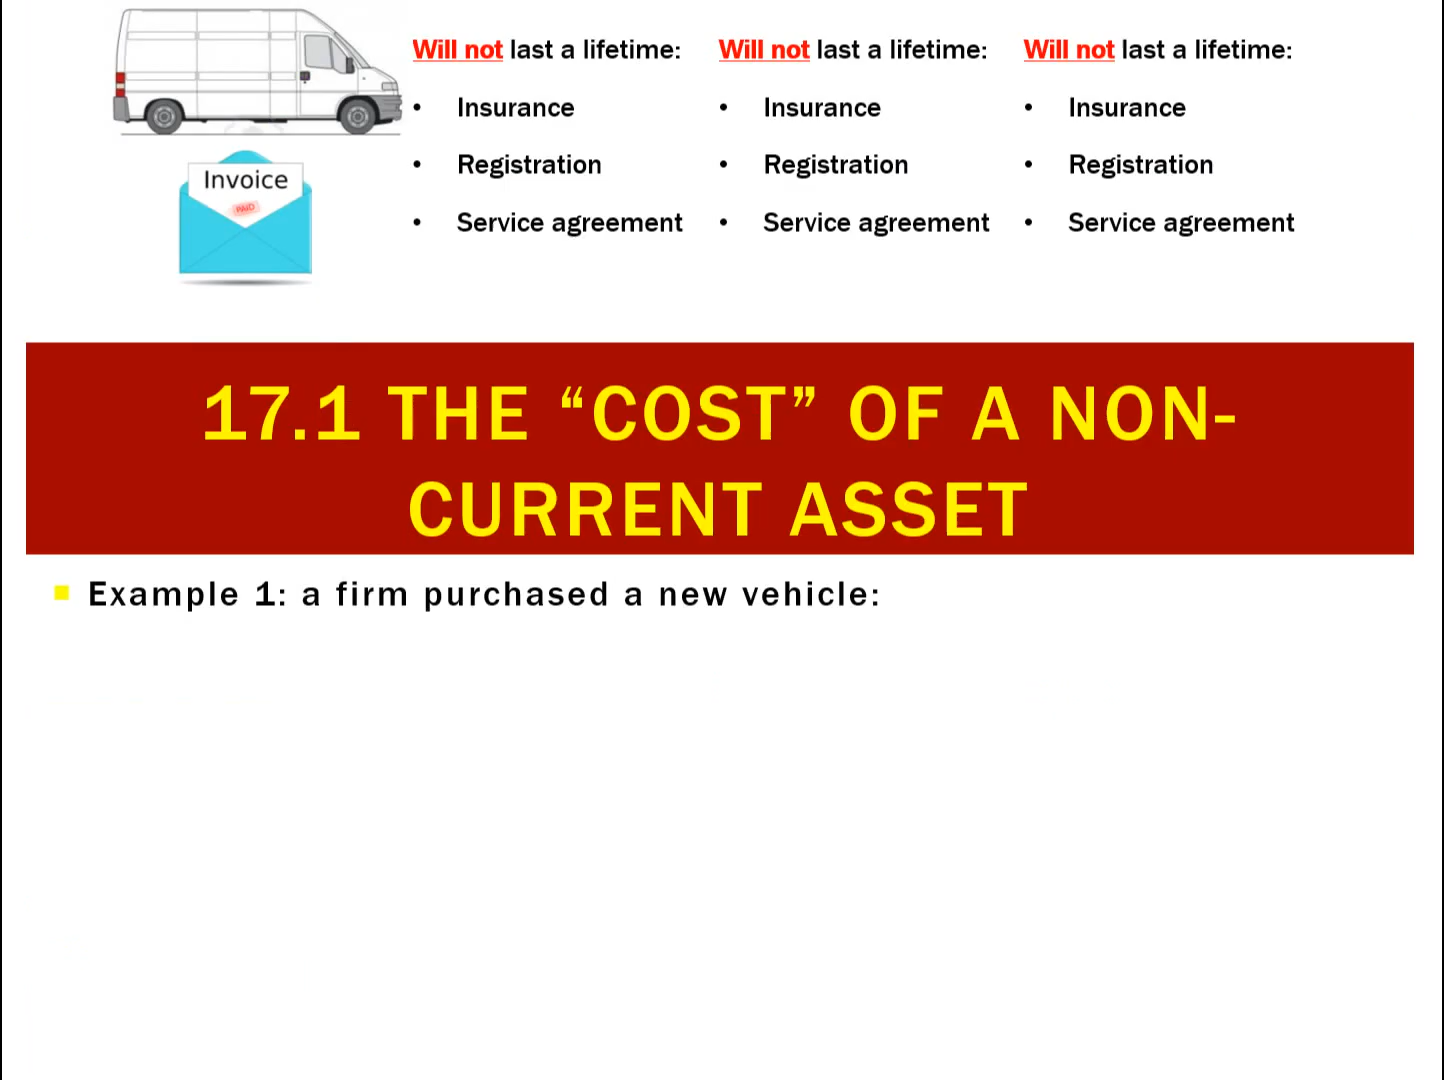 Will not last a lifetime:
• Insurance
• Registration
• Service agreement
Will not last a lifetime:
• Insurance
• Registration
• Service agreement
Will not last a lifetime:
• Insurance
• Registration
• Service agreement
Invoice
PAID
17.1 THE “COST” OF A NON-
CURRENT ASSET
Example 1: a firm purchased a new vehicle: